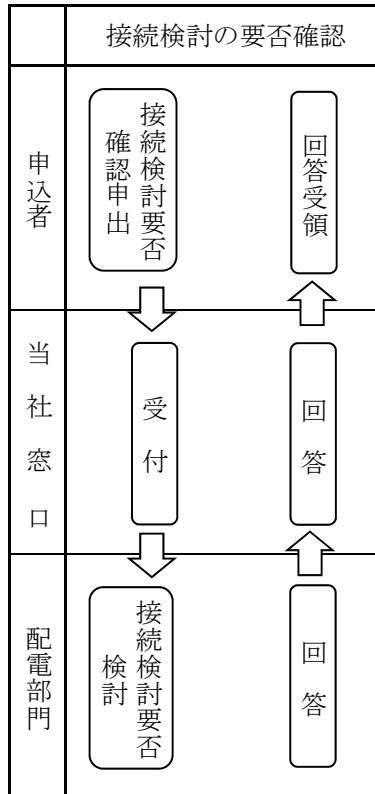 接続検討の要否確認
申込者
接続検討要否
確認申出
回答受領
当社窓口
受付
回答
配電部門
接続検討要否
検討
回答